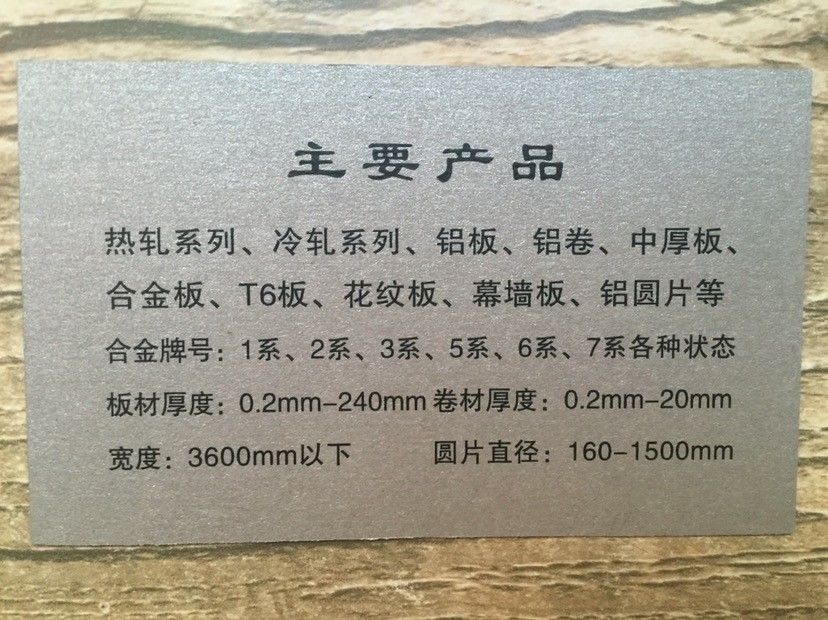 主要产品
热轧系列、冷轧系列、铝板、铝卷、中厚板、
合金板、T6板、花纹板、幕墙板、铝圆片等
合金牌号：1系、2系、3系、5系、6系、7系各种状态
板材厚度：0.2mm-240mm 卷材厚度：0.2mm-20mm
宽度：3600mm以下 圆片直径：160-1500mm